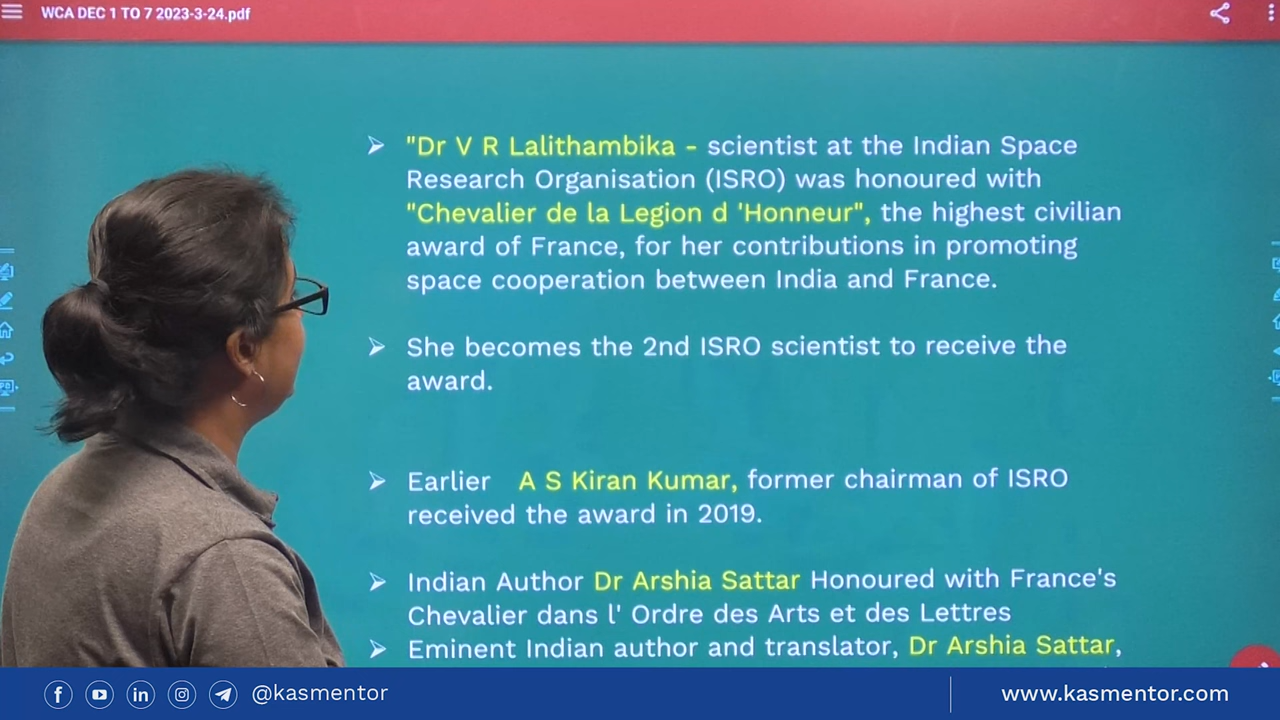 WCA DEC 1 TO 7 2023-3-24.pdf
➢ "Dr V R Lalithambika - scientist at the Indian Space
Research Organisation (ISRO) was honoured with
"Chevalier de la Legion d 'Honneur", the highest civilian
award of France, for her contributions in promoting
space cooperation between India and France.
➢ She becomes the 2nd ISRO scientist to receive the
award.
➢ Earlier A S Kiran Kumar, former chairman of ISRO
received the award in 2019.
➢ Indian Author Dr Arshia Sattar Honoured with France's
Chevalier dans l' Ordre des Arts et des Lettres
➢ Eminent Indian author and translator, Dr Arshia Sattar,
@kasmentor
www.kasmentor.com